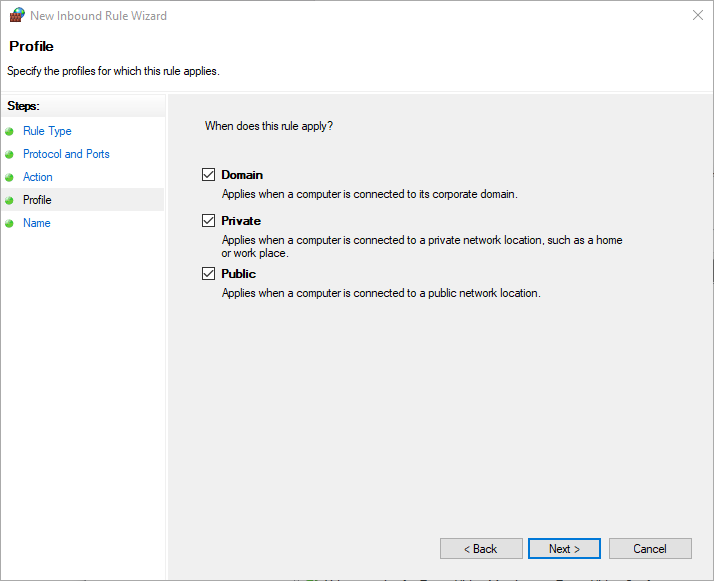 New Inbound Rule Wizard
Profile
Specify the profiles for which this rule applies.
Steps:
Rule Type
Protocol and Ports
Action
Profile
Name
When does this rule apply?
Domain
Applies when a computer is connected to its corporate domain.
Private
Applies when a computer is connected to a private network location, such as a home
or work place.
Public
Applies when a computer is connected to a public network location.
< Back
Next >
Cancel